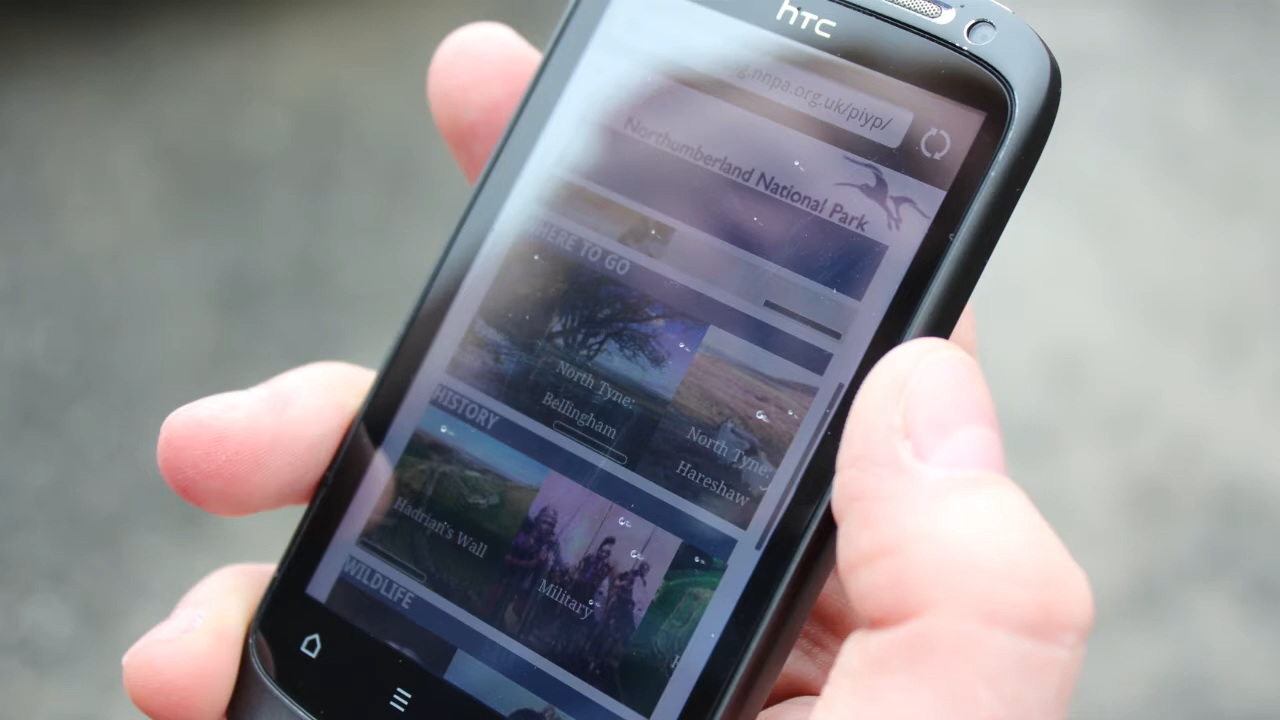 hTC
.nnpa.org.uk/piyp/
Northumberland National Park
WHERE TO GO
North Tyne:
Bellingham
North Tyne:
Hareshaw
HISTORY
Hadrian's Wall
Military
WILDLIFE